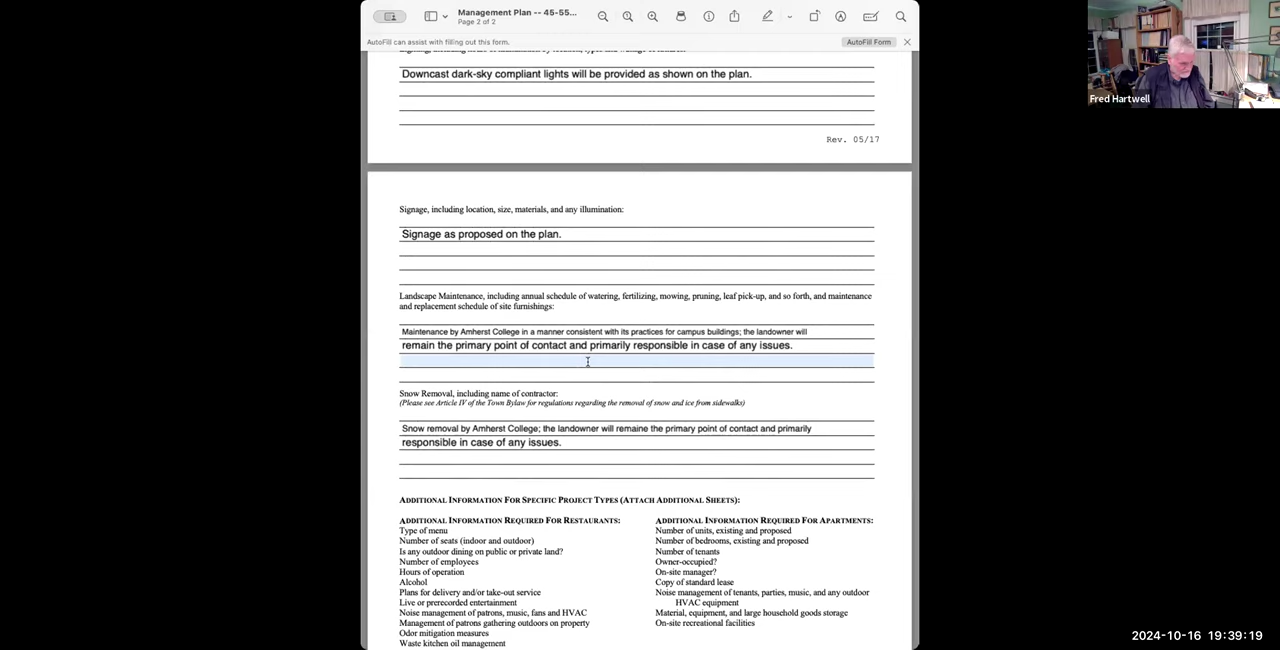 Management Plan -- 45-55...
Page 2 of 2
AutoFill can assist with filling out this form.
AutoFill Form
Downcast dark-sky compliant lights will be provided as shown on the plan.
Rev. 05/17
Signage, including location, size, materials, and any illumination:
Signage as proposed on the plan.
Landscape Maintenance, including annual schedule of watering, fertilizing, mowing, pruning, leaf pick-up, and so forth, and maintenance
and replacement schedule of site furnishings:
Maintenance by Amherst College in a manner consistent with its practices for campus buildings; the landowner will
remain the primary point of contact and primarily responsible in case of any issues.
Snow Removal, including name of contractor:
(Please see Article IV of the Town Bylaw for regulations regarding the removal of snow and ice from sidewalks)
Snow removal by Amherst College; the landowner will remaine the primary point of contact and primarily
responsible in case of any issues.
ADDITIONAL INFORMATION FOR SPECIFIC PROJECT TYPES (ATTACH ADDITIONAL SHEETS):
ADDITIONAL INFORMATION REQUIRED FOR RESTAURANTS:
Type of menu
Number of seats (indoor and outdoor)
Is any outdoor dining on public or private land?
Number of employees
Hours of operation
Alcohol
Plans for delivery and/or take-out service
Live or prerecorded entertainment
Noise management of patrons, music, fans and HVAC
Management of patrons gathering outdoors on property
Odor mitigation measures
Waste kitchen oil management
ADDITIONAL INFORMATION REQUIRED FOR APARTMENTS:
Number of units, existing and proposed
Number of bedrooms, existing and proposed
Number of tenants
Owner-occupied?
On-site manager?
Copy of standard lease
Noise management of tenants, parties, music, and any outdoor
HVAC equipment
Material, equipment, and large household goods storage
On-site recreational facilities
Fred Hartwell
2024-10-16 19:39:19